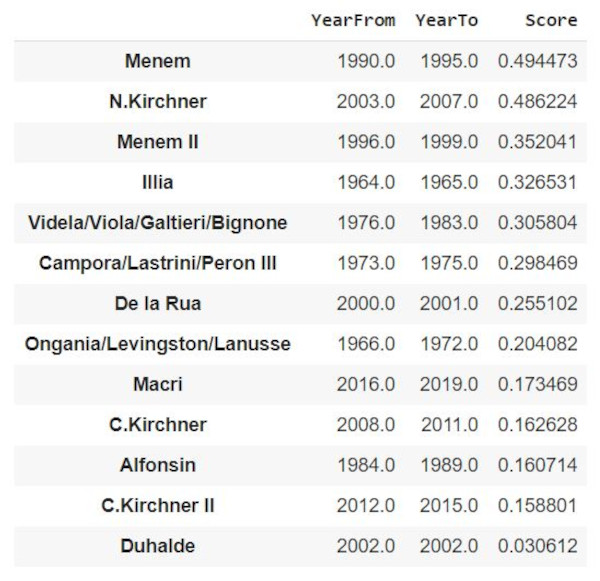 YearFrom YearTo Score
Menem 1990.0 1995.0 0.494473
N.Kirchner 2003.0 2007.0 0.486224
Menem II 1996.0 1999.0 0.352041
Illia 1964.0 1965.0 0.326531
Videla/Viola/Galtieri/Bignone 1976.0 1983.0 0.305804
Campora/Lastrini/Peron III 1973.0 1975.0 0.298469
De la Rua 2000.0 2001.0 0.255102
Ongania/Levingston/Lanusse 1966.0 1972.0 0.204082
Macri 2016.0 2019.0 0.173469
C.Kirchner 2008.0 2011.0 0.162628
Alfonsin 1984.0 1989.0 0.160714
C.Kirchner II 2012.0 2015.0 0.158801
Duhalde 2002.0 2002.0 0.030612